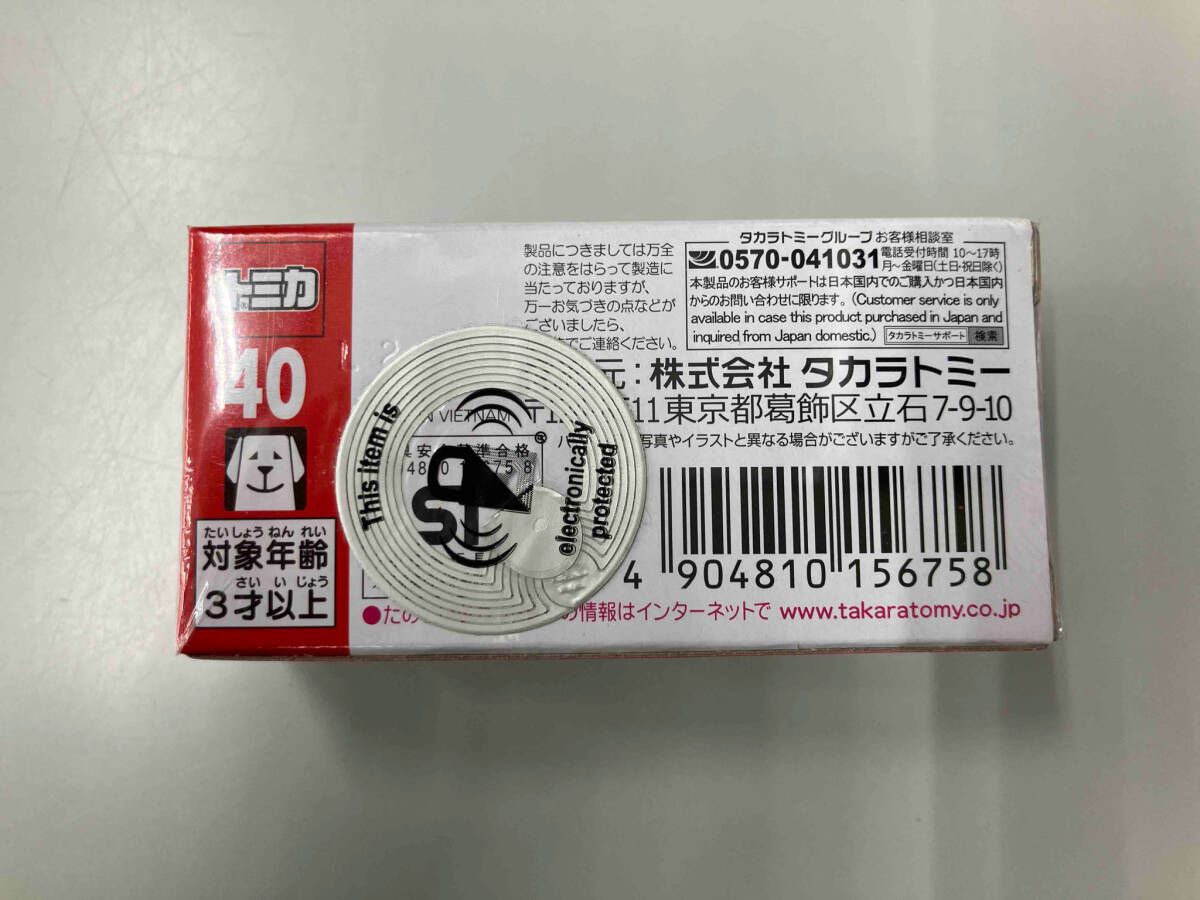 トミカ
40
たいしょうねんれい
対象年齢
さいいじょう
3才以上
製品につきましては万全
の注意をはらって製造に
当たっておりますが、
万一お気づきの点などが
ございましたら、
でご連絡ください。
タカラトミーグループお客様相談室
0570-041031 電話受付時間 10〜17時
月〜金曜日(土日・祝日除く)
本製品のお客様サポートは日本国内でのご購入かつ日本国内
からのお問い合わせに限ります。(Customer service is only
available in case this product purchased in Japan and
inquired from Japan domestic.) タカラトミーサポート 検索
元:株式会社 タカラトミー
VIETNAM 〒1 11 東京都葛飾区立石7-9-10
写真やイラストと異なる場合がございますがご了承ください。
準合格
This item is
electronically
protected
4 904810 156758
の情報はインターネットで www.takaratomy.co.jp